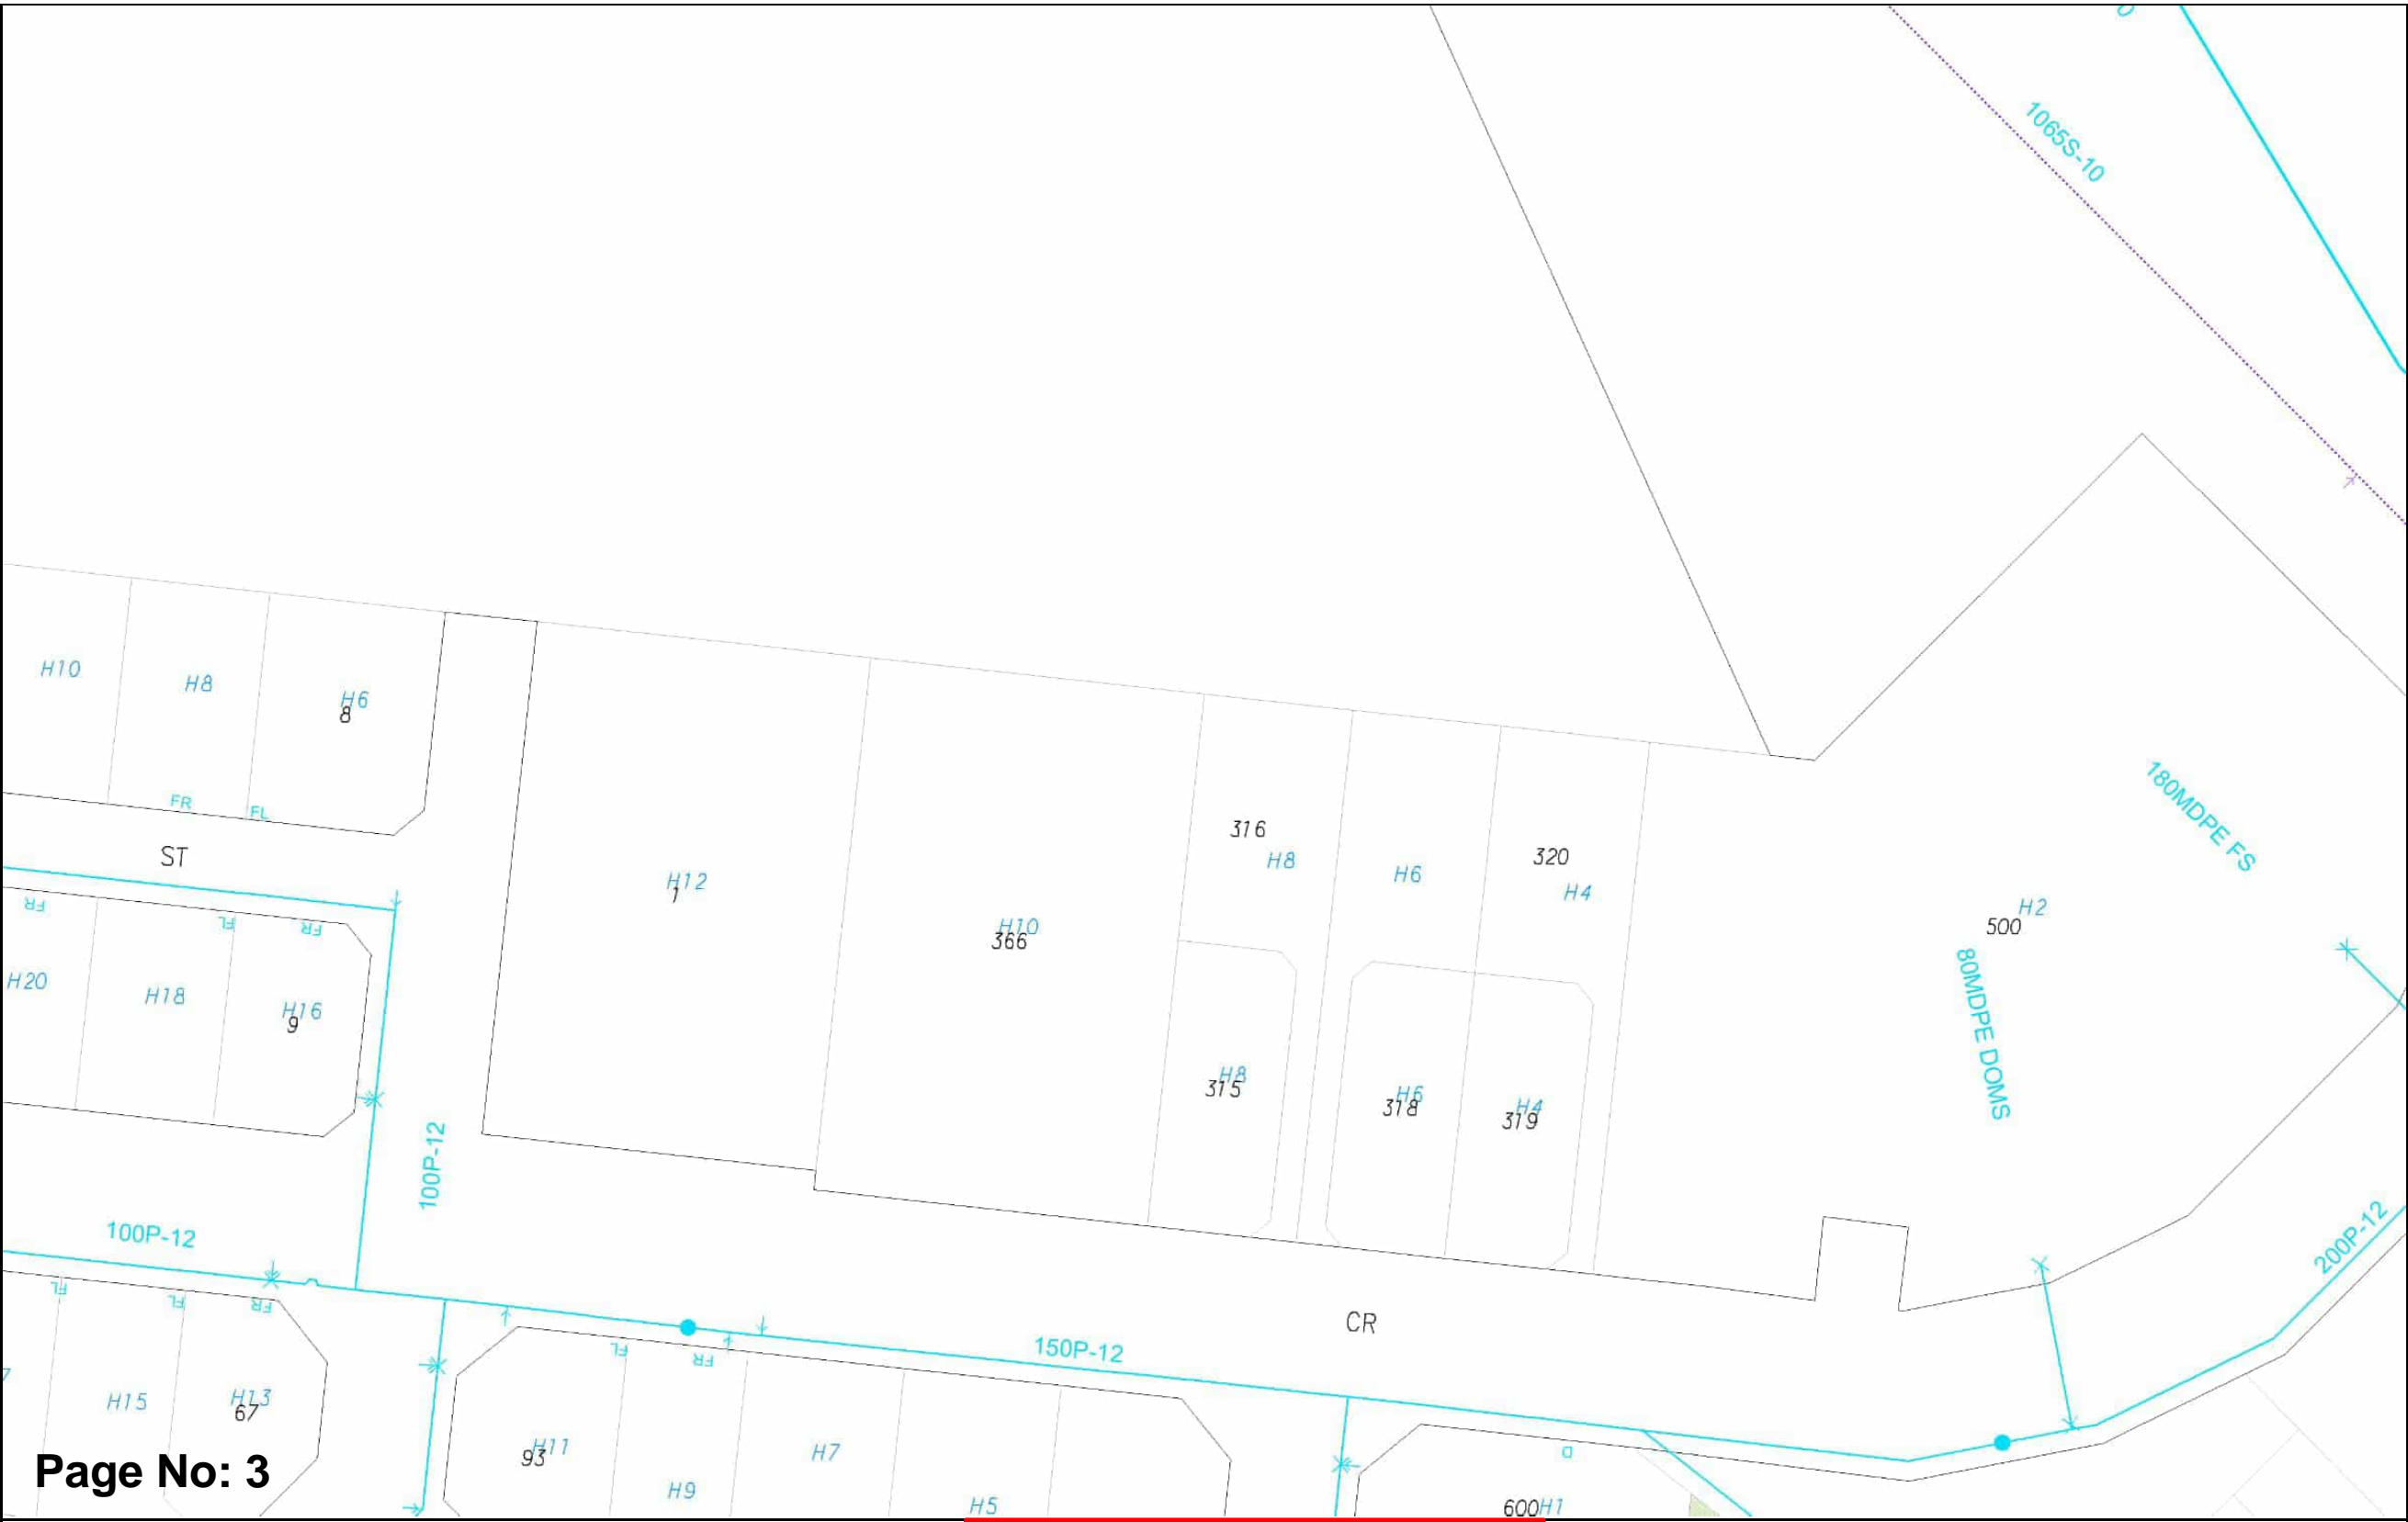 1065S-10
H10
H8
H6
8
FR
FL
ST
180MDPE FS
316
H8
H6
320
H4
H12
1
H10
366
H2
500
80MDPE DOMS
FR
FL
FR
H20
H18
H16
9
H8
315
H6
318
H4
319
100P-12
100P-12
200P-12
FL
FL
FR
CR
150P-12
FL
FR
H15
H13
67
H11
93
H9
H7
H5
D
600 H1
7
Page No: 3